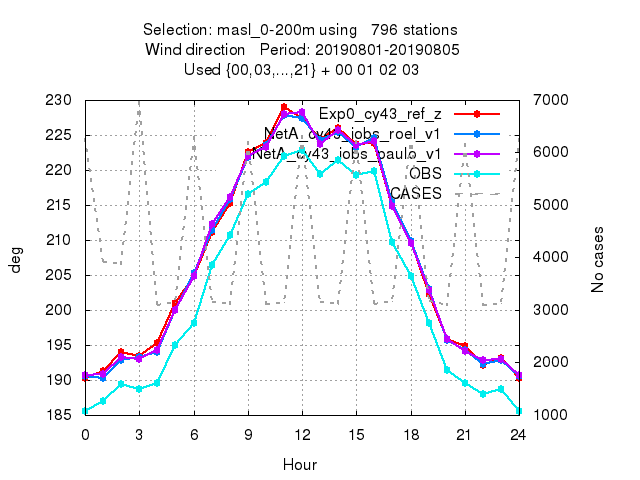 Selection: masl_0-200m using 796 stations
Wind direction Period: 20190801-20190805
Used {00,03,...,21} + 00 01 02 03
230 7000
Exp0_cy43_ref_z
225 NetA_cy43_jobs_roel_v1
NetA_cy43_jobs_paulo_v1 6000
220 OBS
CASES
215 5000
210
4000
205
200 3000
195
2000
190
185 1000
0 3 6 9 12 15 18 21 24
Hour
deg
No cases